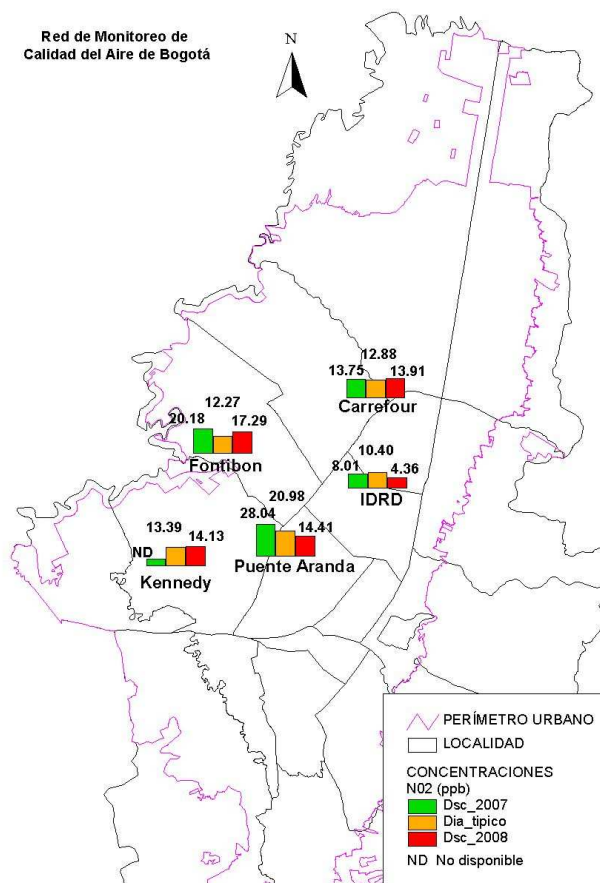 Red de Monitoreo de
Calidad del Aire de Bogotá
N
12.88
13.75 13.91
Carrefour
12.27
20.18 17.29
Fontibon
10.40
8.01 4.36
IDRD
20.98
28.04 14.41
Puente Aranda
13.39
ND 14.13
Kennedy
PERÍMETRO URBANO
LOCALIDAD
CONCENTRACIONES
N02 (ppb)
Dsc_2007
Dia_tipico
Dsc_2008
ND No disponible